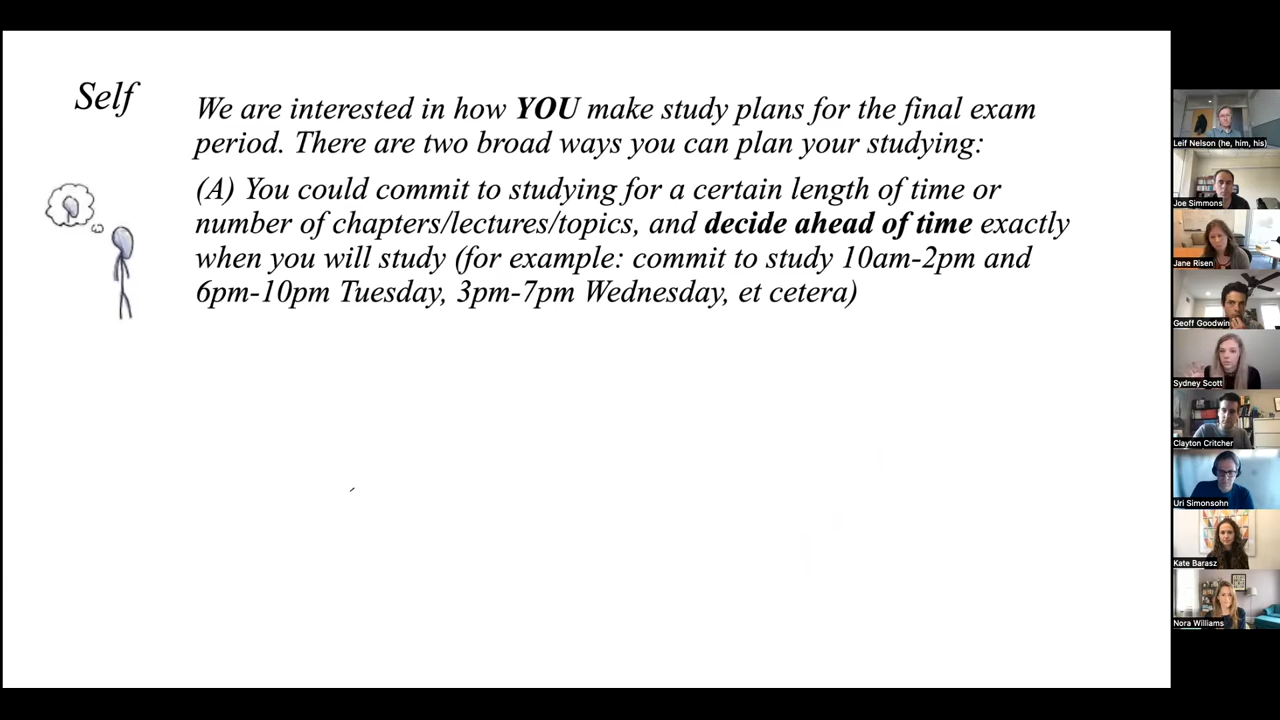 Self
We are interested in how YOU make study plans for the final exam
period. There are two broad ways you can plan your studying:
(A) You could commit to studying for a certain length of time or
number of chapters/lectures/topics, and decide ahead of time exactly
when you will study (for example: commit to study 10am-2pm and
6pm-10pm Tuesday, 3pm-7pm Wednesday, et cetera)
Leif Nelson (he, him, his)
Joe Simmons
Jane Risen
Geoff Goodwin
Sydney Scott
Clayton Critcher
Uri Simonsohn
Kate Barasz
Nora Williams